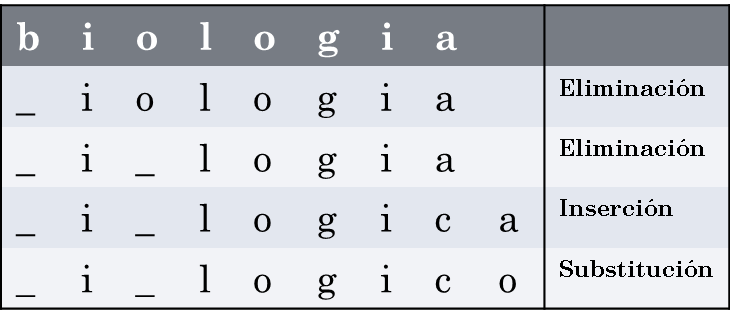 b i o l o g i a
_ i o l o g i a Eliminación
_ i _ l o g i a Eliminación
_ i _ l o g i c a Inserción
_ i _ l o g i c o Substitución